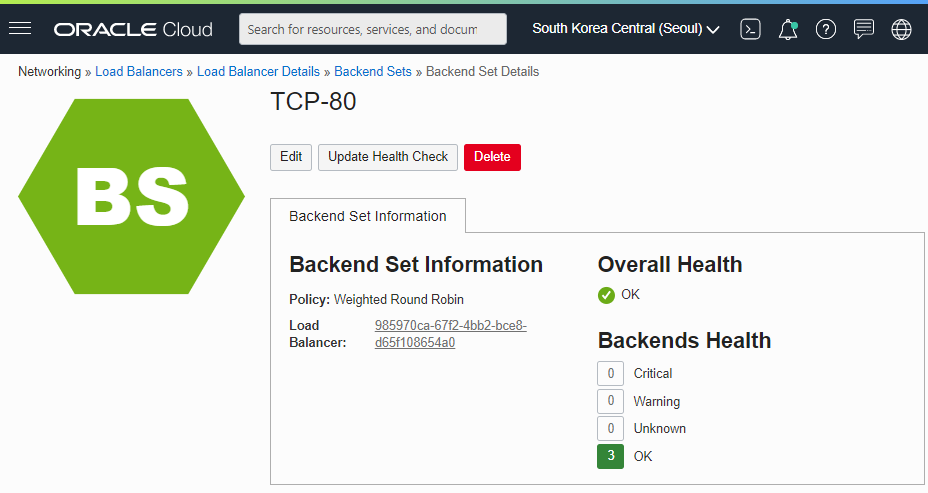 ORACLE Cloud
Search for resources, services, and docum
South Korea Central (Seoul)
Networking » Load Balancers » Load Balancer Details » Backend Sets » Backend Set Details
BS
TCP-80
Edit
Update Health Check
Delete
Backend Set Information
Backend Set Information
Policy: Weighted Round Robin
Load Balancer: 985970ca-67f2-4bb2-bce8-
d65f108654a0
Overall Health
OK
Backends Health
0 Critical
0 Warning
0 Unknown
3 OK